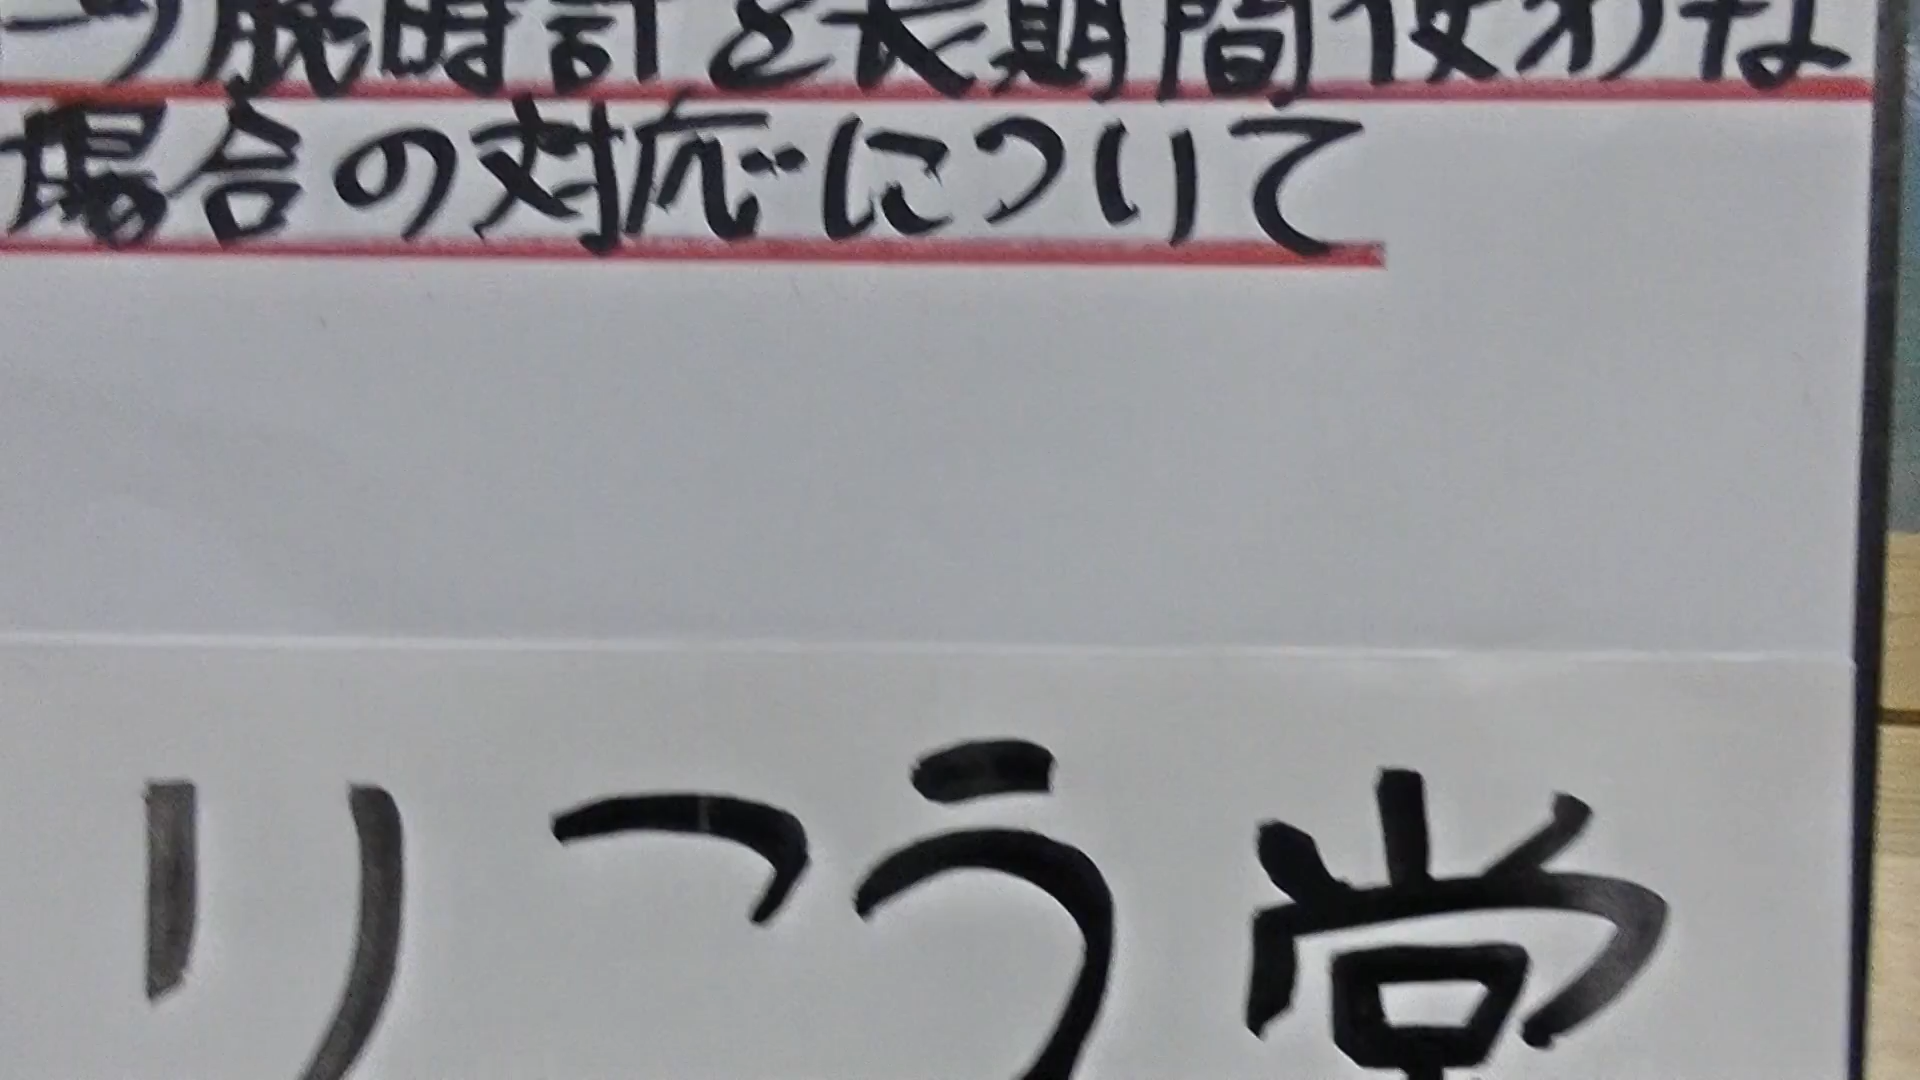 腕時計を長期間使わな
場合の対応について
りこう堂